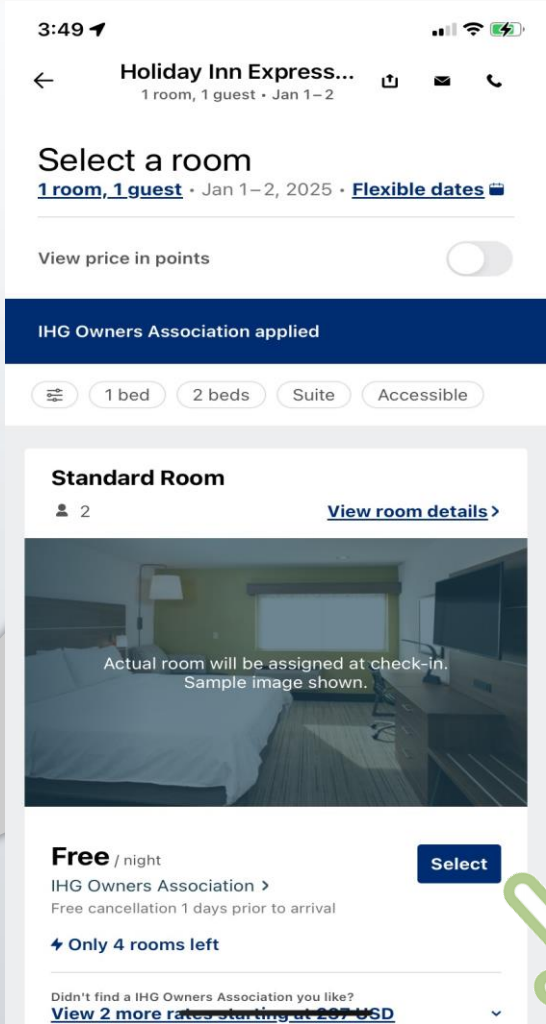 3:49
Holiday Inn Express...
1 room, 1 guest • Jan 1–2
Select a room
1 room, 1 guest • Jan 1–2, 2025 • Flexible dates
View price in points
IHG Owners Association applied
1 bed
2 beds
Suite
Accessible
Standard Room
2
View room details >
Actual room will be assigned at check-in.
Sample image shown.
Free / night
Select
IHG Owners Association >
Free cancellation 1 days prior to arrival
Only 4 rooms left
Didn't find a IHG Owners Association you like?
View 2 more rates starting at 237 USD